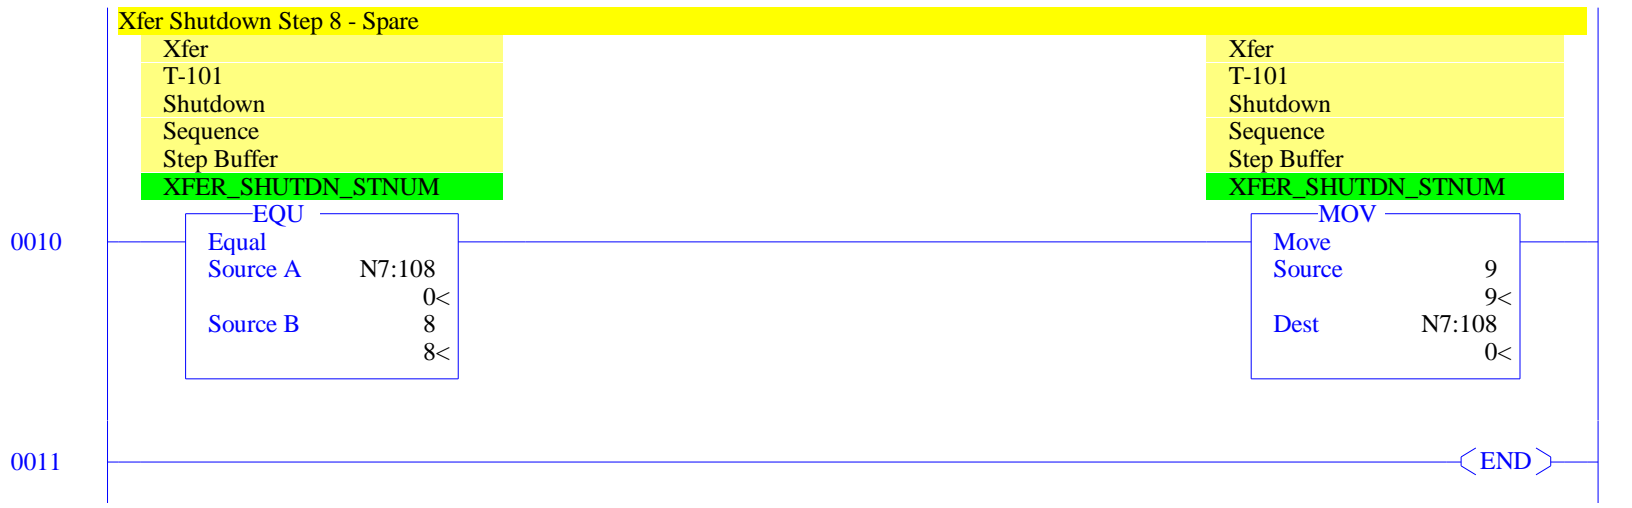 Xfer Shutdown Step 8 - Spare
Xfer
T-101
Shutdown
Sequence
Step Buffer
XFER_SHUTDN_STNUM
Xfer
T-101
Shutdown
Sequence
Step Buffer
XFER_SHUTDN_STNUM
0010
EQU
Equal
Source A N7:108
0<
Source B 8
8<
MOV
Move
Source 9
9<
Dest N7:108
0<
0011
END